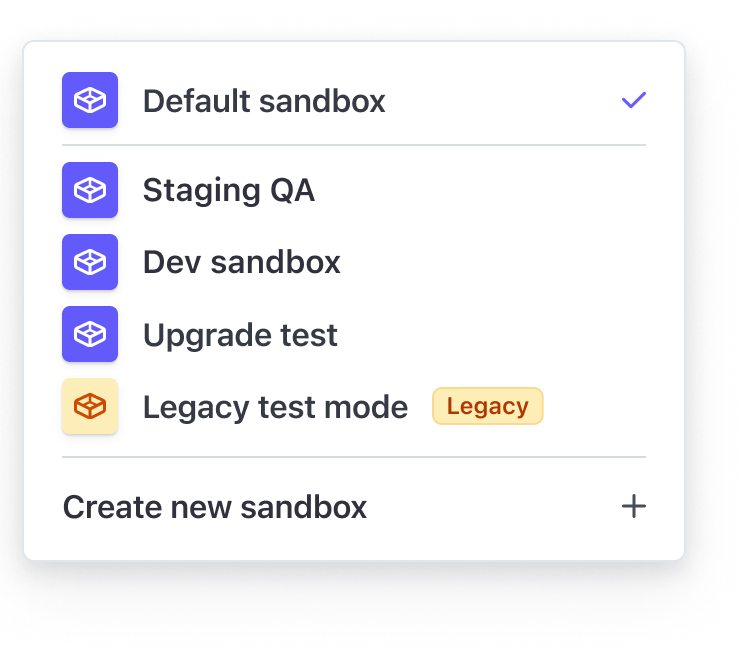 Default sandbox
Staging QA
Dev sandbox
Upgrade test
Legacy test mode Legacy
Create new sandbox